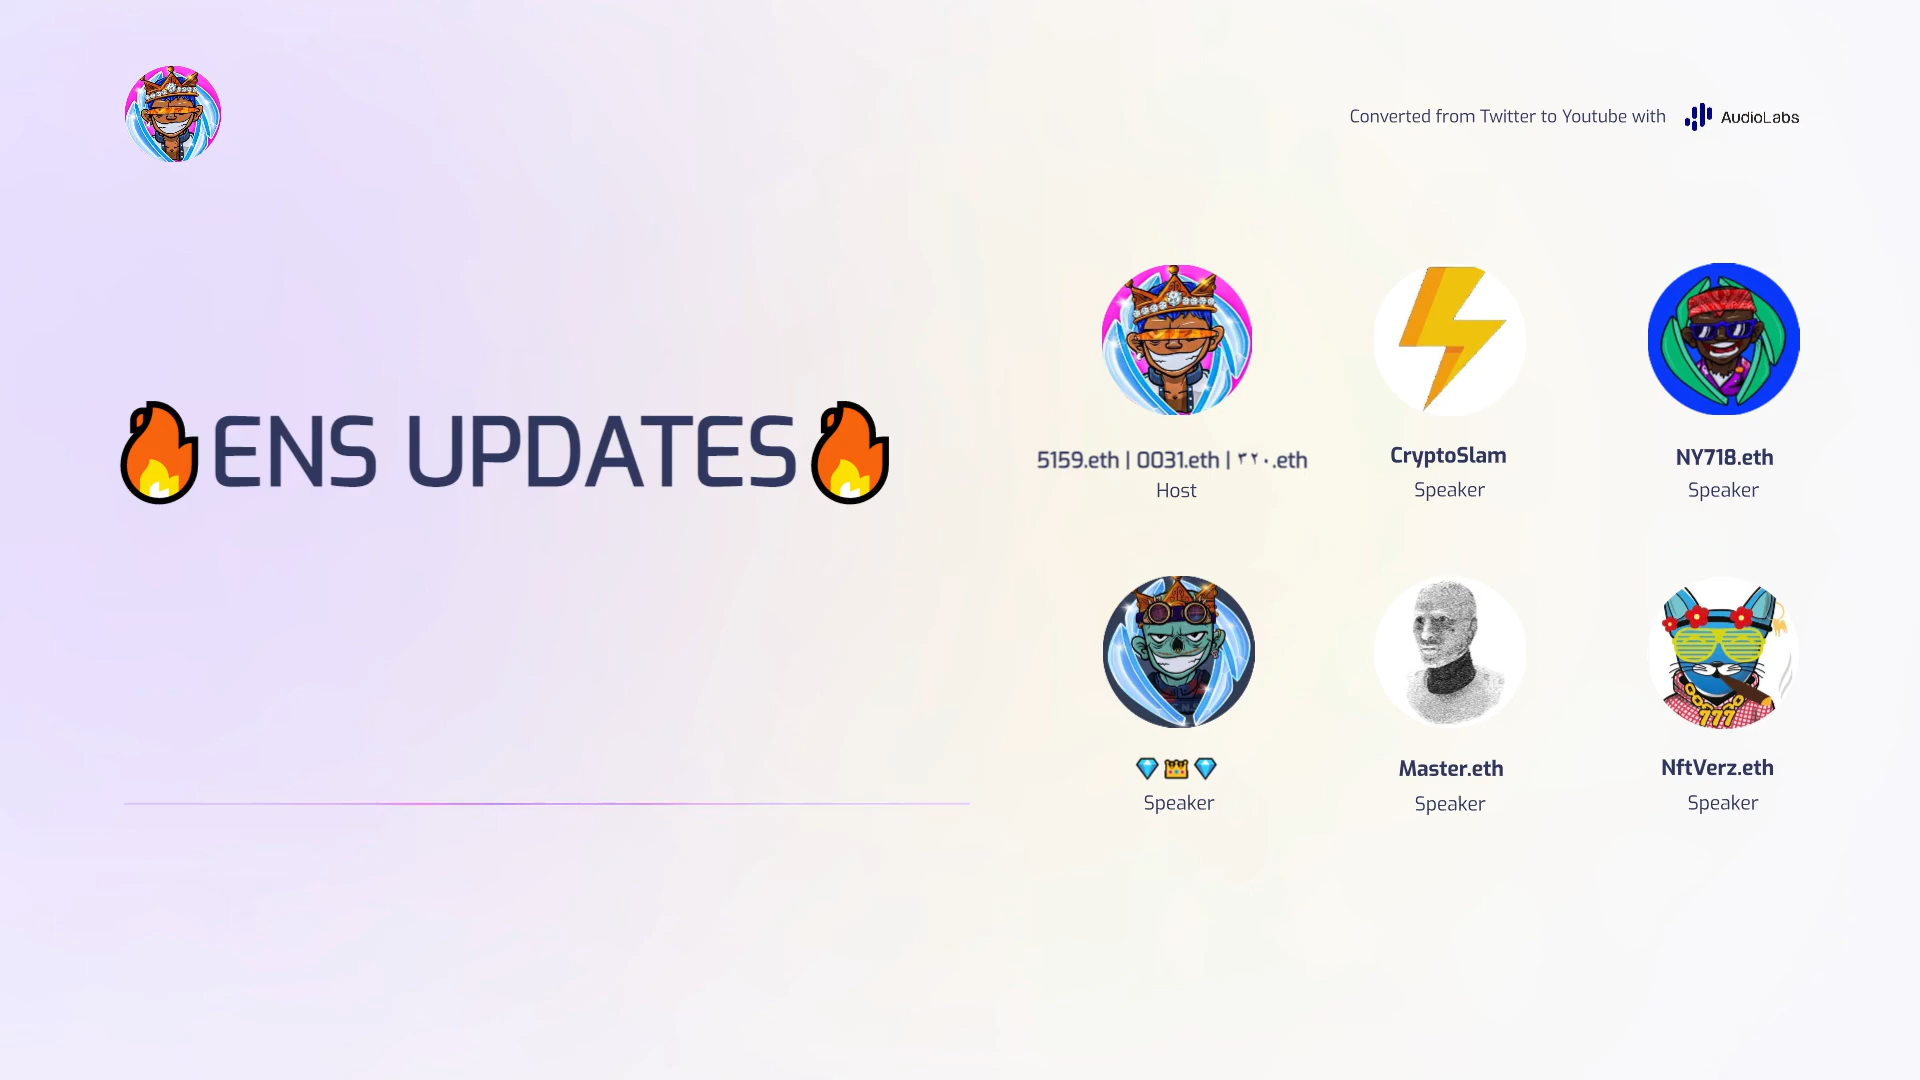 Converted from Twitter to Youtube with AudioLabs
🔥ENS UPDATES🔥
5159.eth | 0031.eth | ٣٢٠.eth
Host
CryptoSlam
Speaker
NY718.eth
Speaker
💎👑💎
Speaker
Master.eth
Speaker
NftVerz.eth
Speaker
777